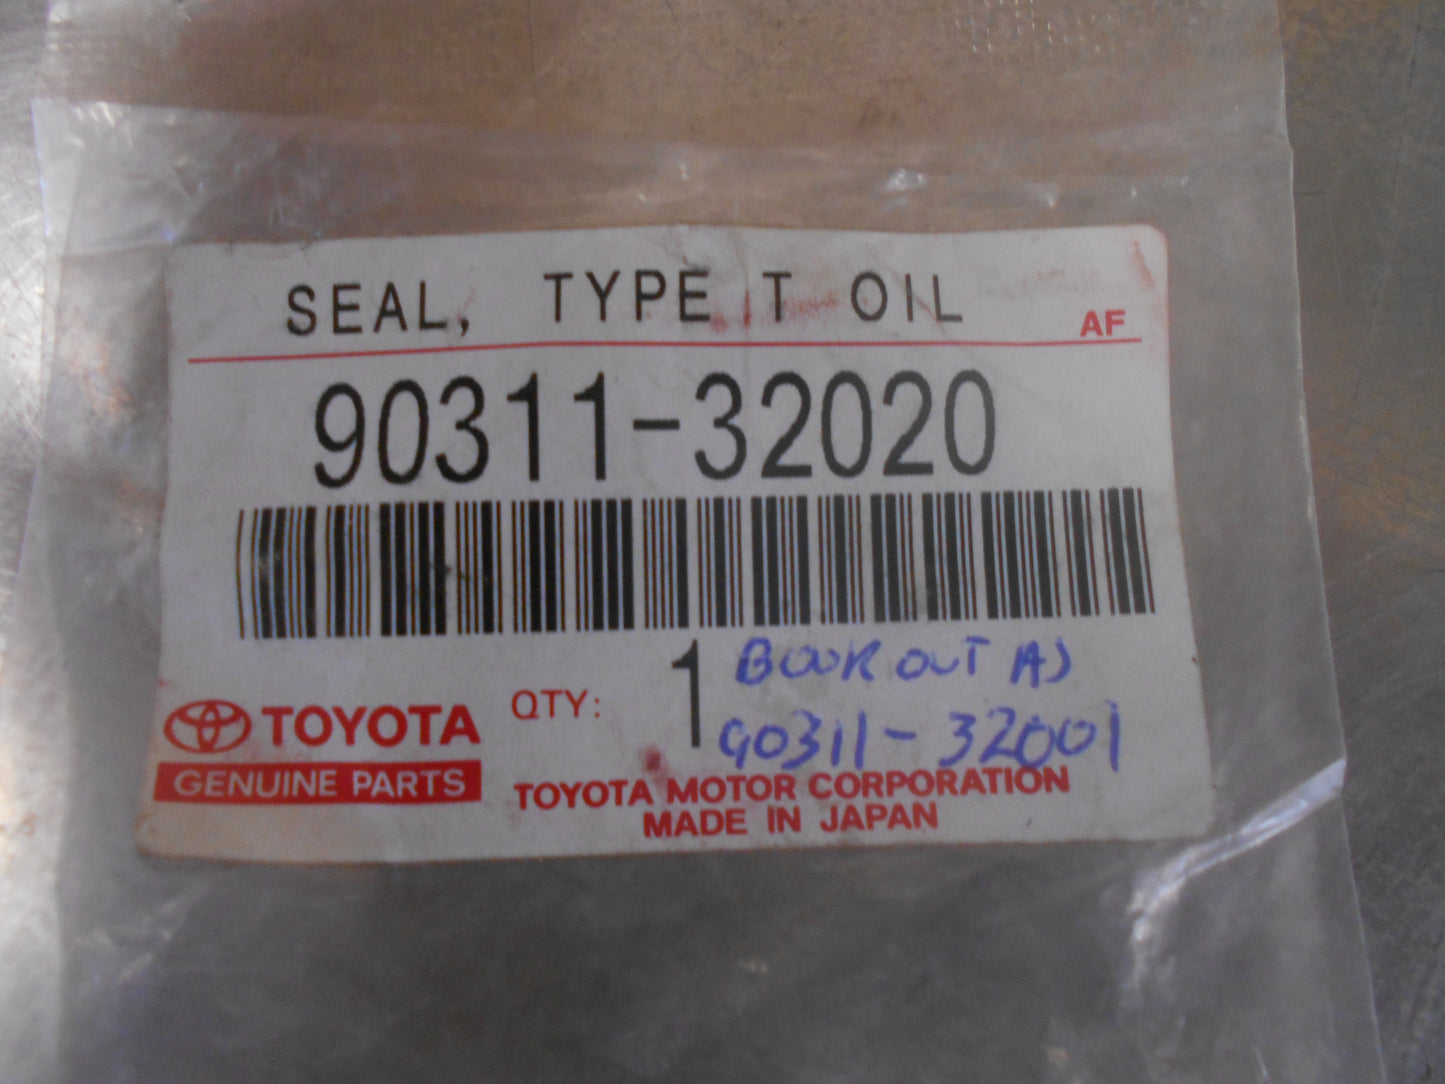 SEAL, TYPE T OIL
AF
90311-32020
QTY: 1
BOOK OUT AS
90311-32001
TOYOTA
GENUINE PARTS
TOYOTA MOTOR CORPORATION
MADE IN JAPAN